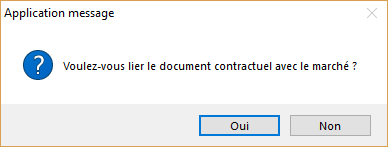 Application message
Voulez-vous lier le document contractuel avec le marché ?
Oui
Non